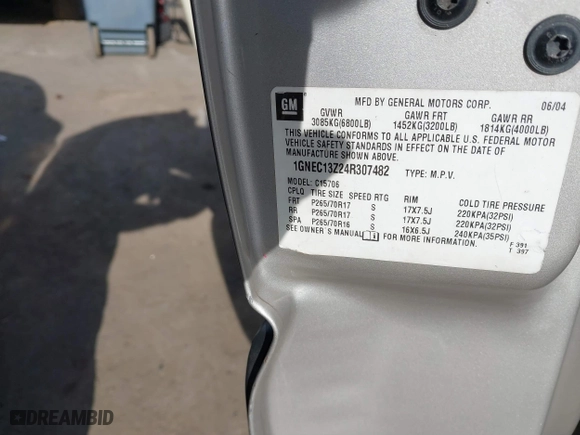 GM
MFD BY GENERAL MOTORS CORP. 06/04
GVWR GAWR FRT GAWR RR
3085KG(6800LB) 1452KG(3200LB) 1814KG(4000LB)
THIS VEHICLE CONFORMS TO ALL APPLICABLE U.S. FEDERAL MOTOR
VEHICLE SAFETY STANDARDS IN EFFECT ON THE DATE OF
MANUFACTURE SHOWN ABOVE.
1GNEC13Z24R307482 TYPE: M.P.V.
MODEL: C15706
CPLQ TIRE SIZE SPEED RTG RIM COLD TIRE PRESSURE
FRT P265/70R17 S 17X7.5J 220KPA(32PSI)
RR P265/70R17 S 17X7.5J 220KPA(32PSI)
SPA P265/70R16 S 16X6.5J 240KPA(35PSI)
SEE OWNER'S MANUAL FOR MORE INFORMATION.
F 391
T 397
DREAMBID